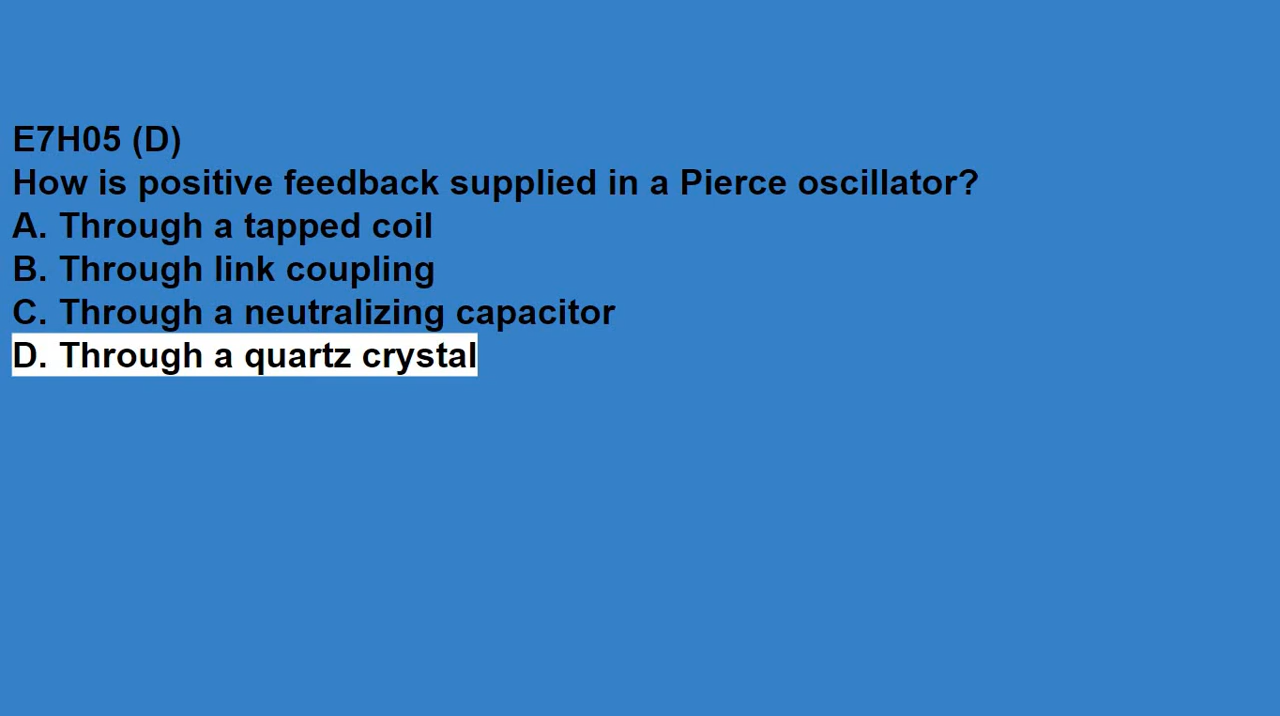 E7H05 (D)
How is positive feedback supplied in a Pierce oscillator?
A. Through a tapped coil
B. Through link coupling
C. Through a neutralizing capacitor
D. Through a quartz crystal